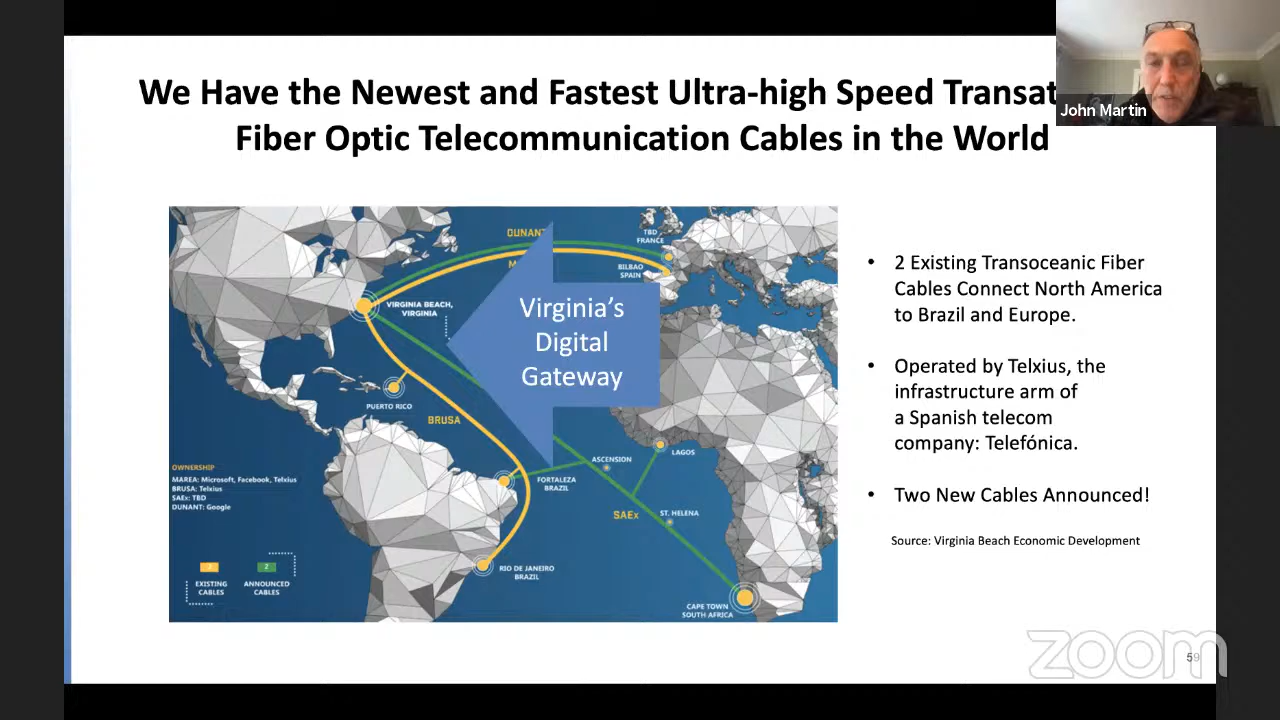 We Have the Newest and Fastest Ultra-high Speed
Fiber Optic Telecommunication Cables in the World
John Martin
DUNANT
TBD
FRANCE
BILBAO
SPAIN
VIRGINIA BEACH,
VIRGINIA
Virginia’s
Digital
Gateway
PUERTO RICO
BRUSA
ASCENSION
LAGOS
FORTALEZA
BRAZIL
SAEx
ST. HELENA
RIO DE JANEIRO
BRAZIL
CAPE TOWN
SOUTH AFRICA
OWNERSHIP
MAREA: Microsoft, Facebook, Telxius
BRUSA: Telxius
SAEx: TBD
DUNANT: Google
2
EXISTING
CABLES
2
ANNOUNCED
CABLES
• 2 Existing Transoceanic Fiber
Cables Connect North America
to Brazil and Europe.
• Operated by Telxius, the
infrastructure arm of
a Spanish telecom
company: Telefónica.
• Two New Cables Announced!
Source: Virginia Beach Economic Development
zoom
59